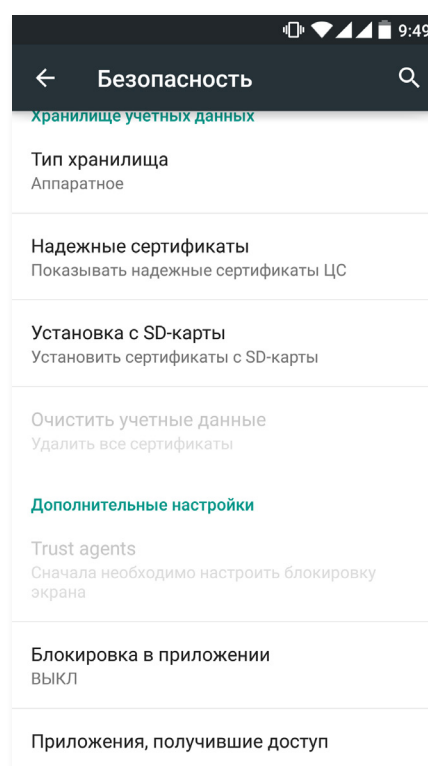 9:49
Безопасность
Хранилище учетных данных
Тип хранилища
Аппаратное
Надежные сертификаты
Показывать надежные сертификаты ЦС
Установка с SD-карты
Установить сертификаты с SD-карты
Очистить учетные данные
Удалить все сертификаты
Дополнительные настройки
Trust agents
Сначала необходимо настроить блокировку
экрана
Блокировка в приложении
ВЫКЛ
Приложения, получившие доступ